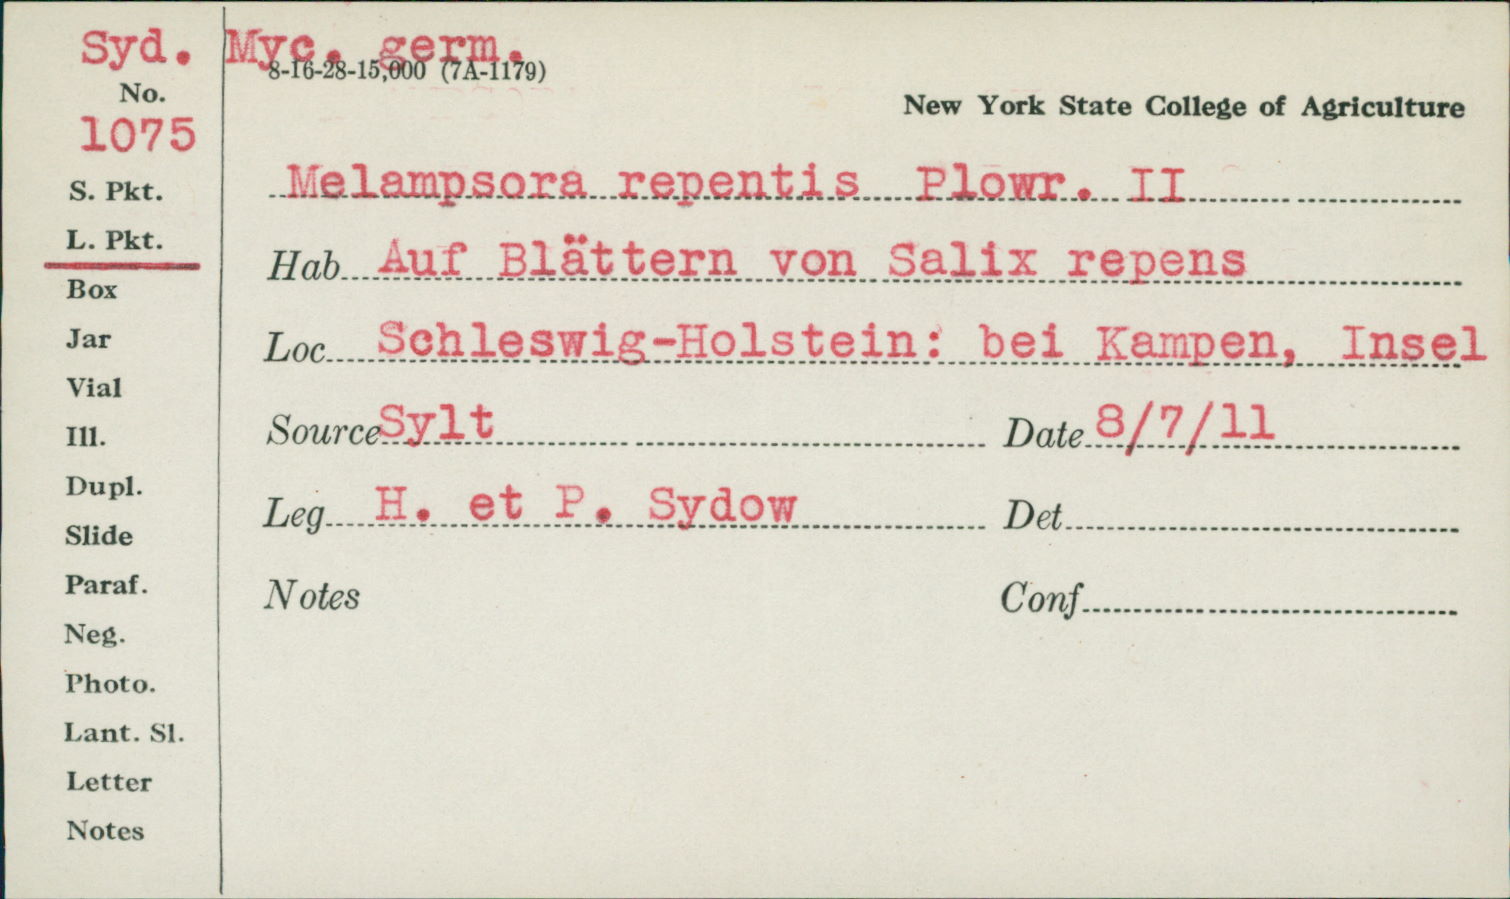 Syd. Myc. germ.
8-16-28-15,000 (7A-1179)
No.
1075
New York State College of Agriculture
S. Pkt.
Melampsora repentis Plowr. II
L. Pkt.
Hab Auf Blättern von Salix repens
Box
Jar
Loc Schleswig-Holstein: bei Kampen, Insel
Vial
Ill.
Source Sylt Date 8/7/11
Dupl.
Leg H. et P. Sydow Det
Slide
Paraf.
Notes Conf
Neg.
Photo.
Lant. Sl.
Letter
Notes